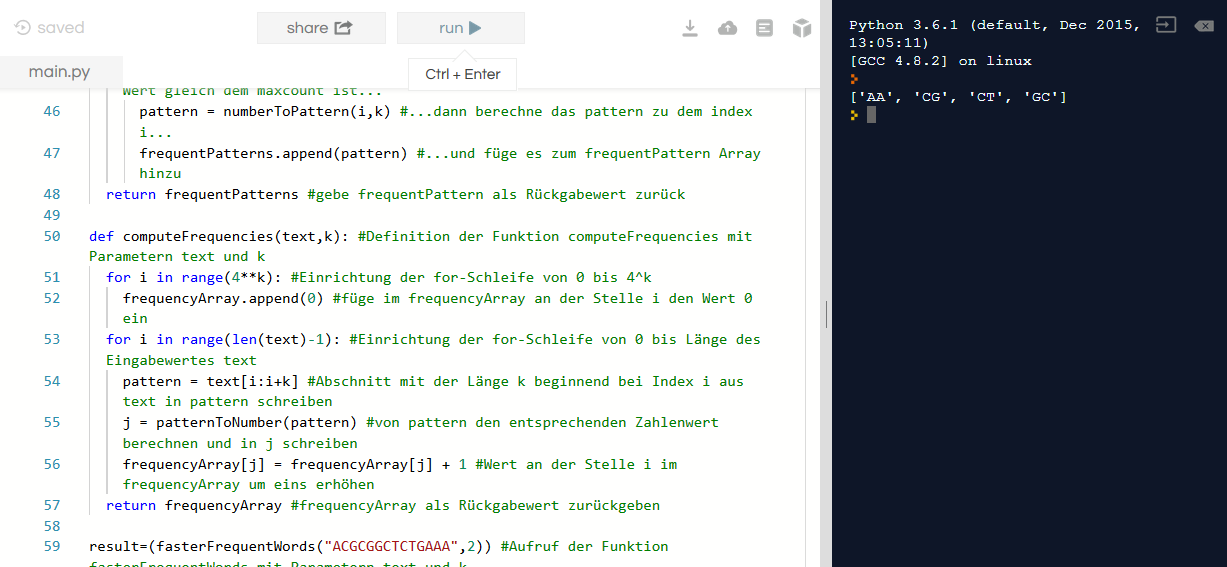 saved
share
run
main.py
Ctrl + Enter
Wert gleich dem maxcount ist...
46 pattern = numberToPattern(i,k) #...dann berechne das pattern zu dem index
i...
47 frequentPatterns.append(pattern) #...und füge es zum frequentPattern Array
hinzu
48 return frequentPatterns #gebe frequentPattern als Rückgabewert zurück
49
50 def computeFrequencies(text,k): #Definition der Funktion computeFrequencies mit
Parametern text und k
51 for i in range(4**k): #Einrichtung der for-Schleife von 0 bis 4^k
52 frequencyArray.append(0) #füge im frequencyArray an der Stelle i den Wert 0
ein
53 for i in range(len(text)-1): #Einrichtung der for-Schleife von 0 bis Länge des
Eingabewertes text
54 pattern = text[i:i+k] #Abschnitt mit der Länge k beginnend bei Index i aus
text in pattern schreiben
55 j = patternToNumber(pattern) #von pattern den entsprechenden Zahlenwert
berechnen und in j schreiben
56 frequencyArray[j] = frequencyArray[j] + 1 #Wert an der Stelle i im
frequencyArray um eins erhöhen
57 return frequencyArray #frequencyArray als Rückgabewert zurückgeben
58
59 result=(fasterFrequentWords("ACGCGGCTCTGAAA",2)) #Aufruf der Funktion
fasterFrequentWords mit Parametern text und k
Python 3.6.1 (default, Dec 2015,
13:05:11)
[GCC 4.8.2] on linux
['AA', 'CG', 'CT', 'GC']